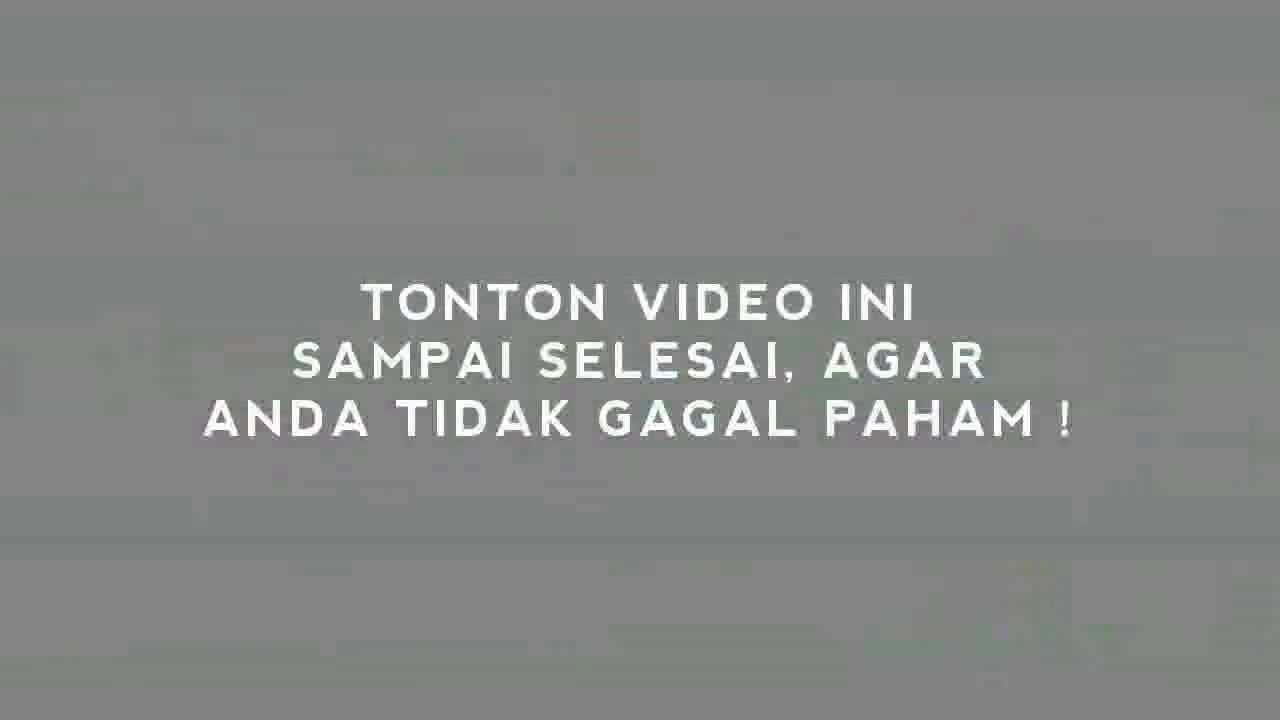 TONTON VIDEO INI
SAMPAI SELESAI, AGAR
ANDA TIDAK GAGAL PAHAM !